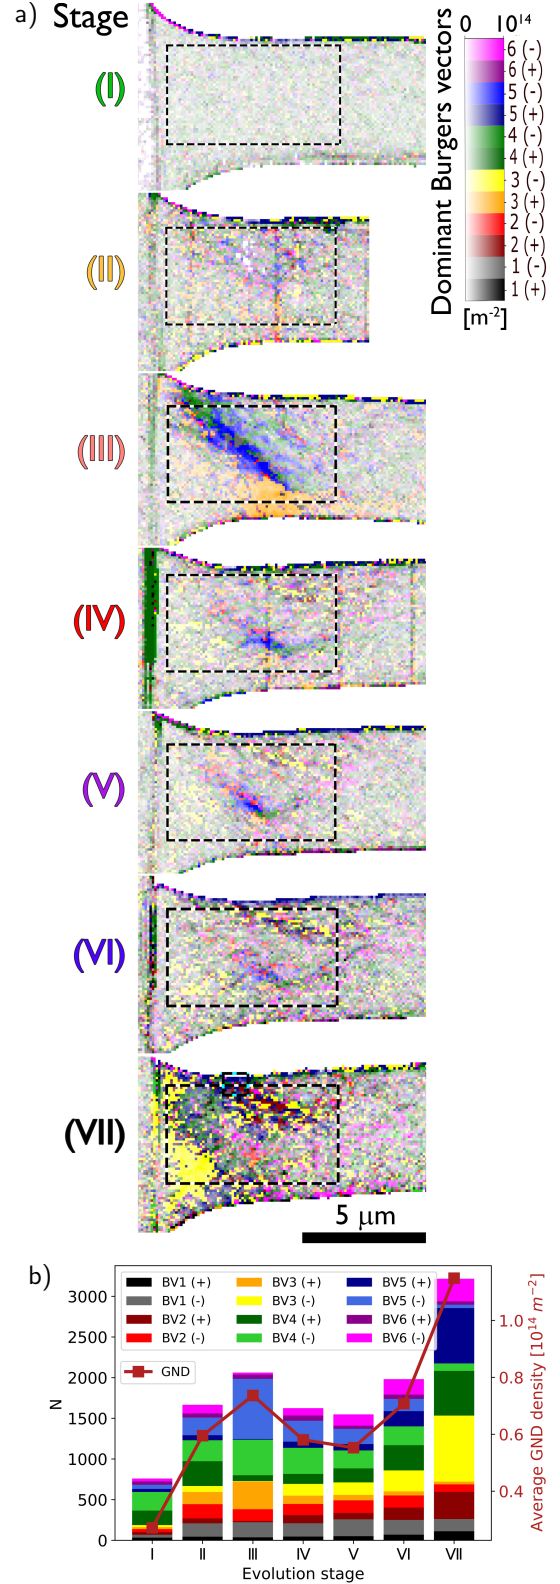 a) Stage
(I)
(II)
(III)
(IV)
(V)
(VI)
(VII)
0 10¹⁴
Dominant Burgers vectors
6 (-)
6 (+)
5 (-)
5 (+)
4 (-)
4 (+)
3 (-)
3 (+)
2 (-)
2 (+)
1 (-)
1 (+)
[m⁻²]
5 µm
b)
BV1 (+)
BV1 (-)
BV2 (+)
BV2 (-)
BV3 (+)
BV3 (-)
BV4 (+)
BV4 (-)
BV5 (+)
BV5 (-)
BV6 (+)
BV6 (-)
GND
N
3000
2500
2000
1500
1000
500
0
I II III IV V VI VII
Evolution stage
1.0
0.8
0.6
0.4
Average GND density [10¹⁴ m⁻²]